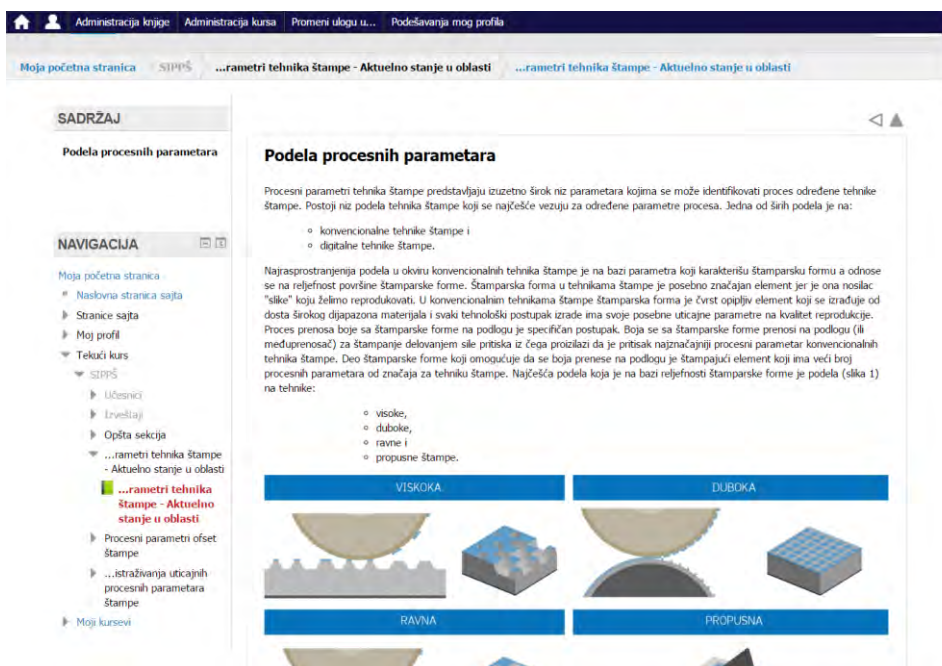 Administracija knjige Administracija kursa Promeni ulogu u... Podešavanja mog profila
Moja početna stranica SIPPŠ ...rametri tehnika štampe - Aktuelno stanje u oblasti ...rametri tehnika štampe - Aktuelno stanje u oblasti
SADRŽAJ
Podela procesnih parametara
NAVIGACIJA
Moja početna stranica
Naslovna stranica sajta
Stranice sajta
Moj profil
Tekući kurs
SIPPŠ
Učesnici
Izveštaji
Opšta sekcija
...rametri tehnika štampe
- Aktuelno stanje u oblasti
...rametri tehnika
štampe - Aktuelno
stanje u oblasti
Procesni parametri ofset
štampe
...istraživanja uticajnih
procesnih parametara
štampe
Moji kursevi
Podela procesnih parametara
Procesni parametri tehnika štampe predstavljaju izuzetno širok niz parametara kojima se može identifikovati proces određene tehnike
štampe. Postoji niz podela tehnika štampe koji se najčešće vezuju za određene parametre procesa. Jedna od širih podela je na:
konvencionalne tehnike štampe i
digitalne tehnike štampe.
Najrasprostranjenija podela u okviru konvencionalnih tehnika štampe je na bazi parametra koji karakterišu štamparsku formu a odnose
se na reljefnost površine štamparske forme. Štamparska forma u tehnikama štampe je posebno značajan element jer je ona nosilac
"slike" koju želimo reprodukovati. U konvencionalnim tehnikama štampe štamparska forma je čvrst opipljiv element koji se izrađuje od
dosta širokog dijapazona materijala i svaki tehnološki postupak izrade ima svoje posebne uticajne parametre na kvalitet reprodukcije.
Proces prenosa boje sa štamparske forme na podlogu je specifičan postupak. Boja se sa štamparske forme prenosi na podlogu (ili
međuprenosač) za štampanje delovanjem sile pritiska iz čega proizilazi da je pritisak najznačajniji procesni parametar konvencionalnih
tehnika štampe. Deo štamparske forme koji omogućuje da se boja prenese na podlogu je štampajući element koji ima veći broj
procesnih parametara od značaja za tehniku štampe. Najčešća podela koja je na bazi reljefnosti štamparske forme je podela (slika 1)
na tehnike:
visoke,
duboke,
ravne i
propusne štampe.
VISKOKA
DUBOKA
RAVNA
PROPUSNA